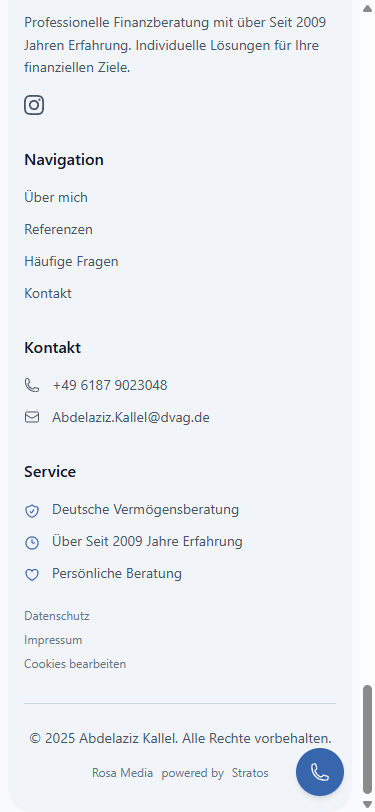 Professionelle Finanzberatung mit über Seit 2009
Jahren Erfahrung. Individuelle Lösungen für Ihre
finanziellen Ziele.
Navigation
Über mich
Referenzen
Häufige Fragen
Kontakt
Kontakt
+49 6187 9023048
Abdelaziz.Kallel@dvag.de
Service
Deutsche Vermögensberatung
Über Seit 2009 Jahre Erfahrung
Persönliche Beratung
Datenschutz
Impressum
Cookies bearbeiten
© 2025 Abdelaziz Kallel. Alle Rechte vorbehalten.
Rosa Media powered by Stratos